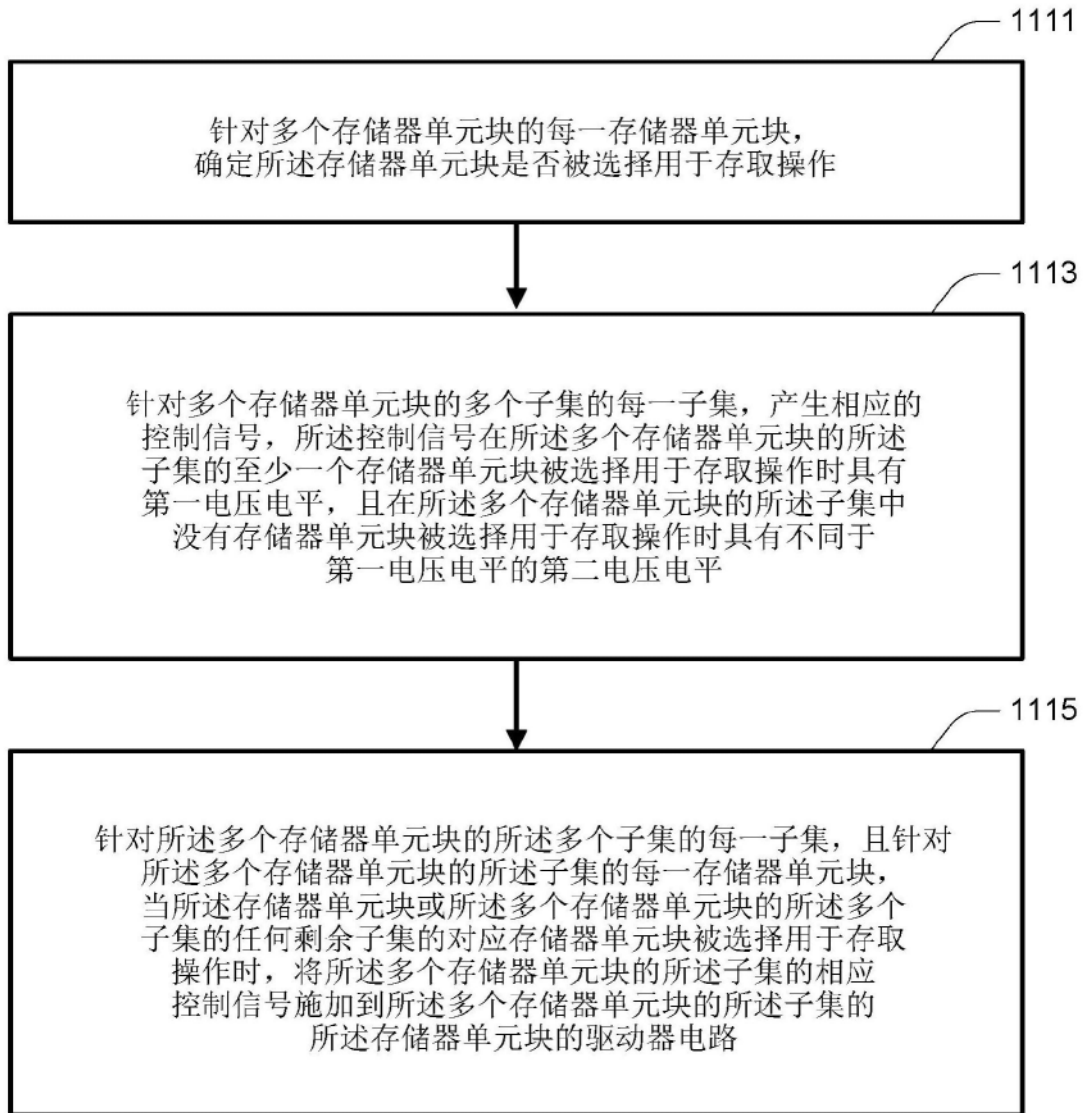 1111
针对多个存储器单元块的每一存储器单元块，
确定所述存储器单元块是否被选择用于存取操作
1113
针对多个存储器单元块的多个子集的每一子集，产生相应的
控制信号，所述控制信号在所述多个存储器单元块的所述
子集的至少一个存储器单元块被选择用于存取操作时具有
第一电压电平，且在所述多个存储器单元块的所述子集中
没有存储器单元块被选择用于存取操作时具有不同于
第一电压电平的第二电压电平
1115
针对所述多个存储器单元块的所述多个子集的每一子集，且针对
所述多个存储器单元块的所述子集的每一存储器单元块，
当所述存储器单元块或所述多个存储器单元块的所述多个
子集的任何剩余子集的对应存储器单元块被选择用于存取
操作时，将所述多个存储器单元块的所述子集的相应
控制信号施加到所述多个存储器单元块的所述子集的
所述存储器单元块的驱动器电路